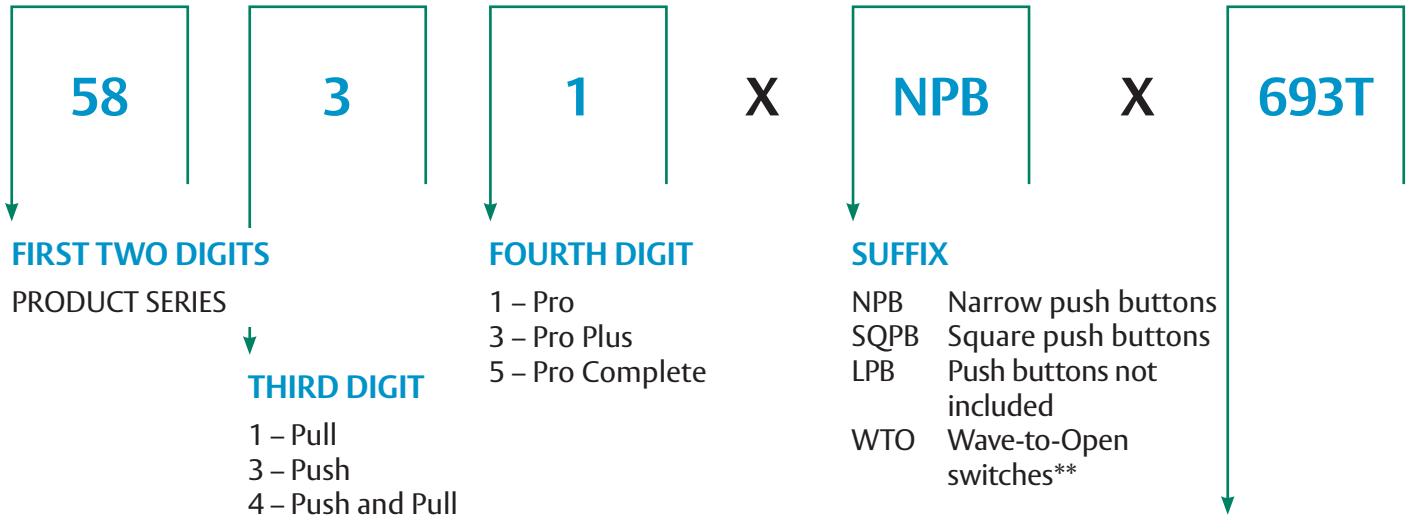 58 3 1 X NPB X 693T
FIRST TWO DIGITS
PRODUCT SERIES
THIRD DIGIT
1 – Pull
3 – Push
4 – Push and Pull
FOURTH DIGIT
1 – Pro
3 – Pro Plus
5 – Pro Complete
SUFFIX
NPB Narrow push buttons
SQPB Square push buttons
LPB Push buttons not
included
WTO Wave-to-Open
switches**